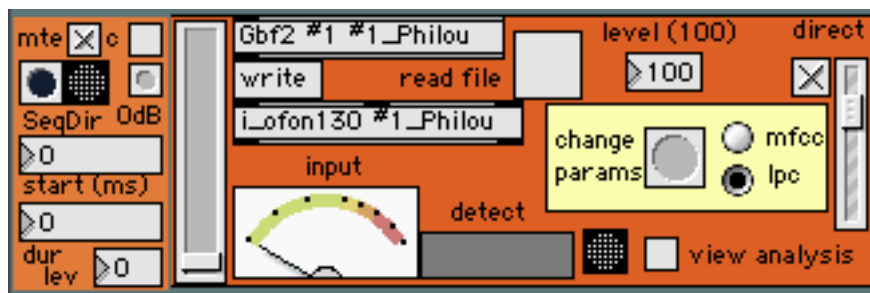 mte c
SeqDir 0dB
0
start (ms)
0
dur
lev 0
Gbf2 #1 #1_Philou
write read file
i_ofon130 #1_Philou
input
detect
level (100)
100
direct
change
params
mfcc
lpc
view analysis